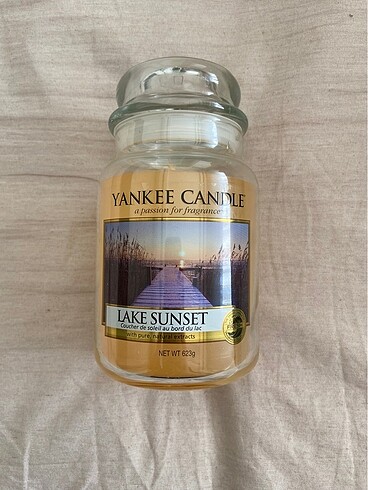 YANKEE CANDLE
a passion for fragrance
LAKE SUNSET
Coucher de soleil au bord du lac
with pure, natural extracts
NET WT 623g